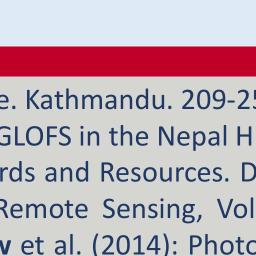 e. Kathmandu. 209-25
GLOFS in the Nepal H
rds and Resources. D
Remote Sensing, Vol
et al. (2014): Photo